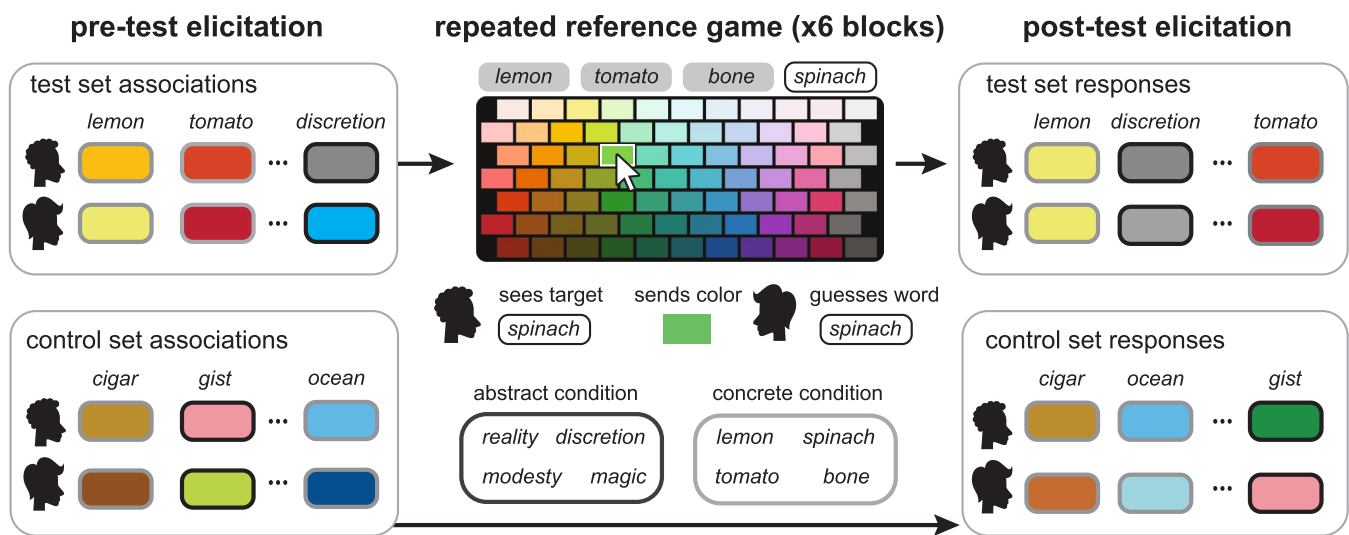 pre-test elicitation
test set associations
lemon tomato discretion
...
control set associations
cigar gist ocean
...
...
repeated reference game (x6 blocks)
lemon tomato bone spinach
sees target sends color guesses word
spinach spinach
abstract condition
reality discretion
modesty magic
concrete condition
lemon spinach
tomato bone
post-test elicitation
test set responses
lemon discretion tomato
...
...
control set responses
cigar ocean gist
...
...